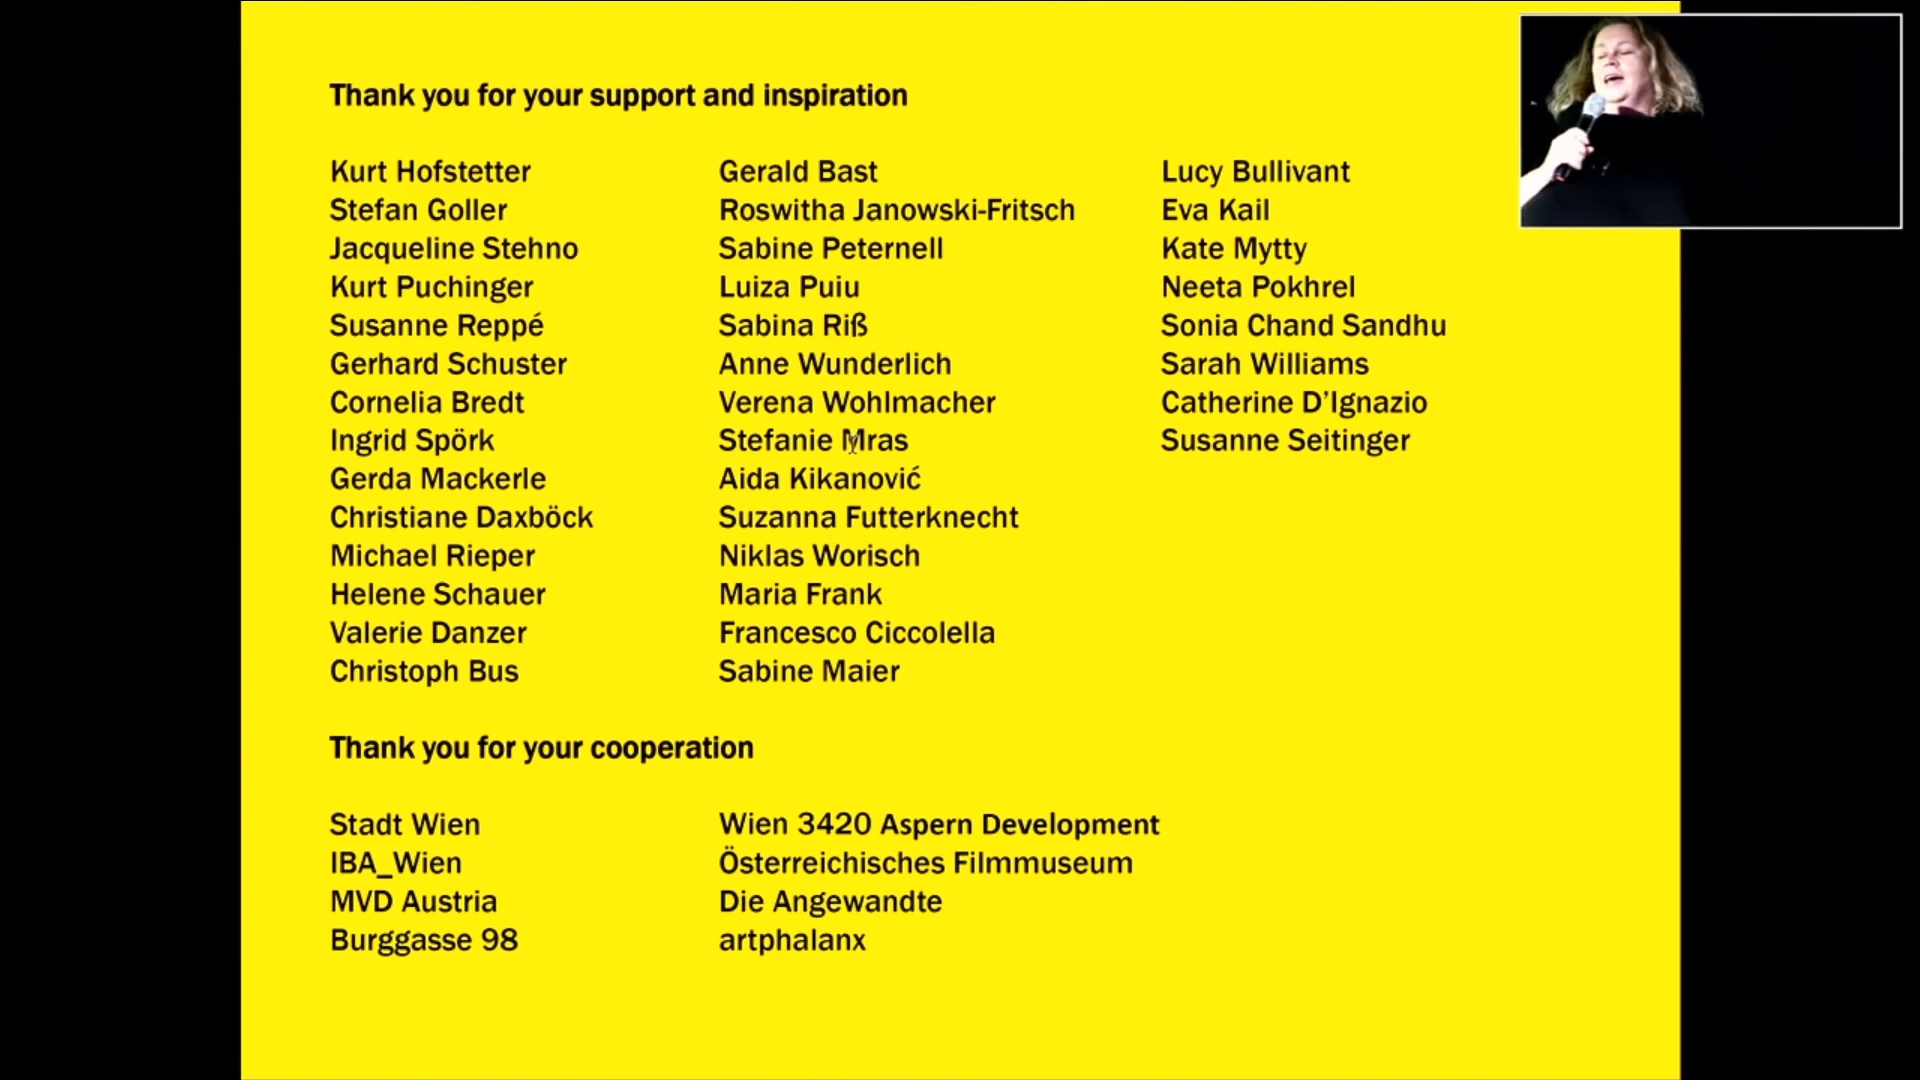 Thank you for your support and inspiration
Kurt Hofstetter
Stefan Goller
Jacqueline Stehno
Kurt Puchinger
Susanne Reppé
Gerhard Schuster
Cornelia Bredt
Ingrid Spörk
Gerda Mackerle
Christiane Daxböck
Michael Rieper
Helene Schauer
Valerie Danzer
Christoph Bus
Gerald Bast
Roswitha Janowski-Fritsch
Sabine Peternell
Luiza Puiu
Sabina Riß
Anne Wunderlich
Verena Wohlmacher
Stefanie Mras
Aida Kikanović
Suzanna Futterknecht
Niklas Worisch
Maria Frank
Francesco Ciccolella
Sabine Maier
Lucy Bullivant
Eva Kail
Kate Mytty
Neeta Pokhrel
Sonia Chand Sandhu
Sarah Williams
Catherine D’Ignazio
Susanne Seitinger
Thank you for your cooperation
Stadt Wien
IBA_Wien
MVD Austria
Burggasse 98
Wien 3420 Aspern Development
Österreichisches Filmmuseum
Die Angewandte
artphalanx